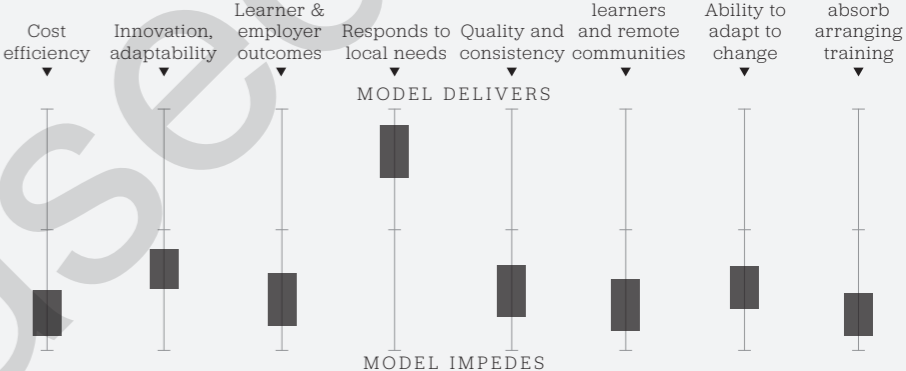 Cost
efficiency
Innovation,
adaptability
Learner &
employer
outcomes
Responds to
local needs
Quality and
consistency
learners
and remote
communities
Ability to
adapt to
change
absorb
arranging
training
MODEL DELIVERS
MODEL IMPEDES